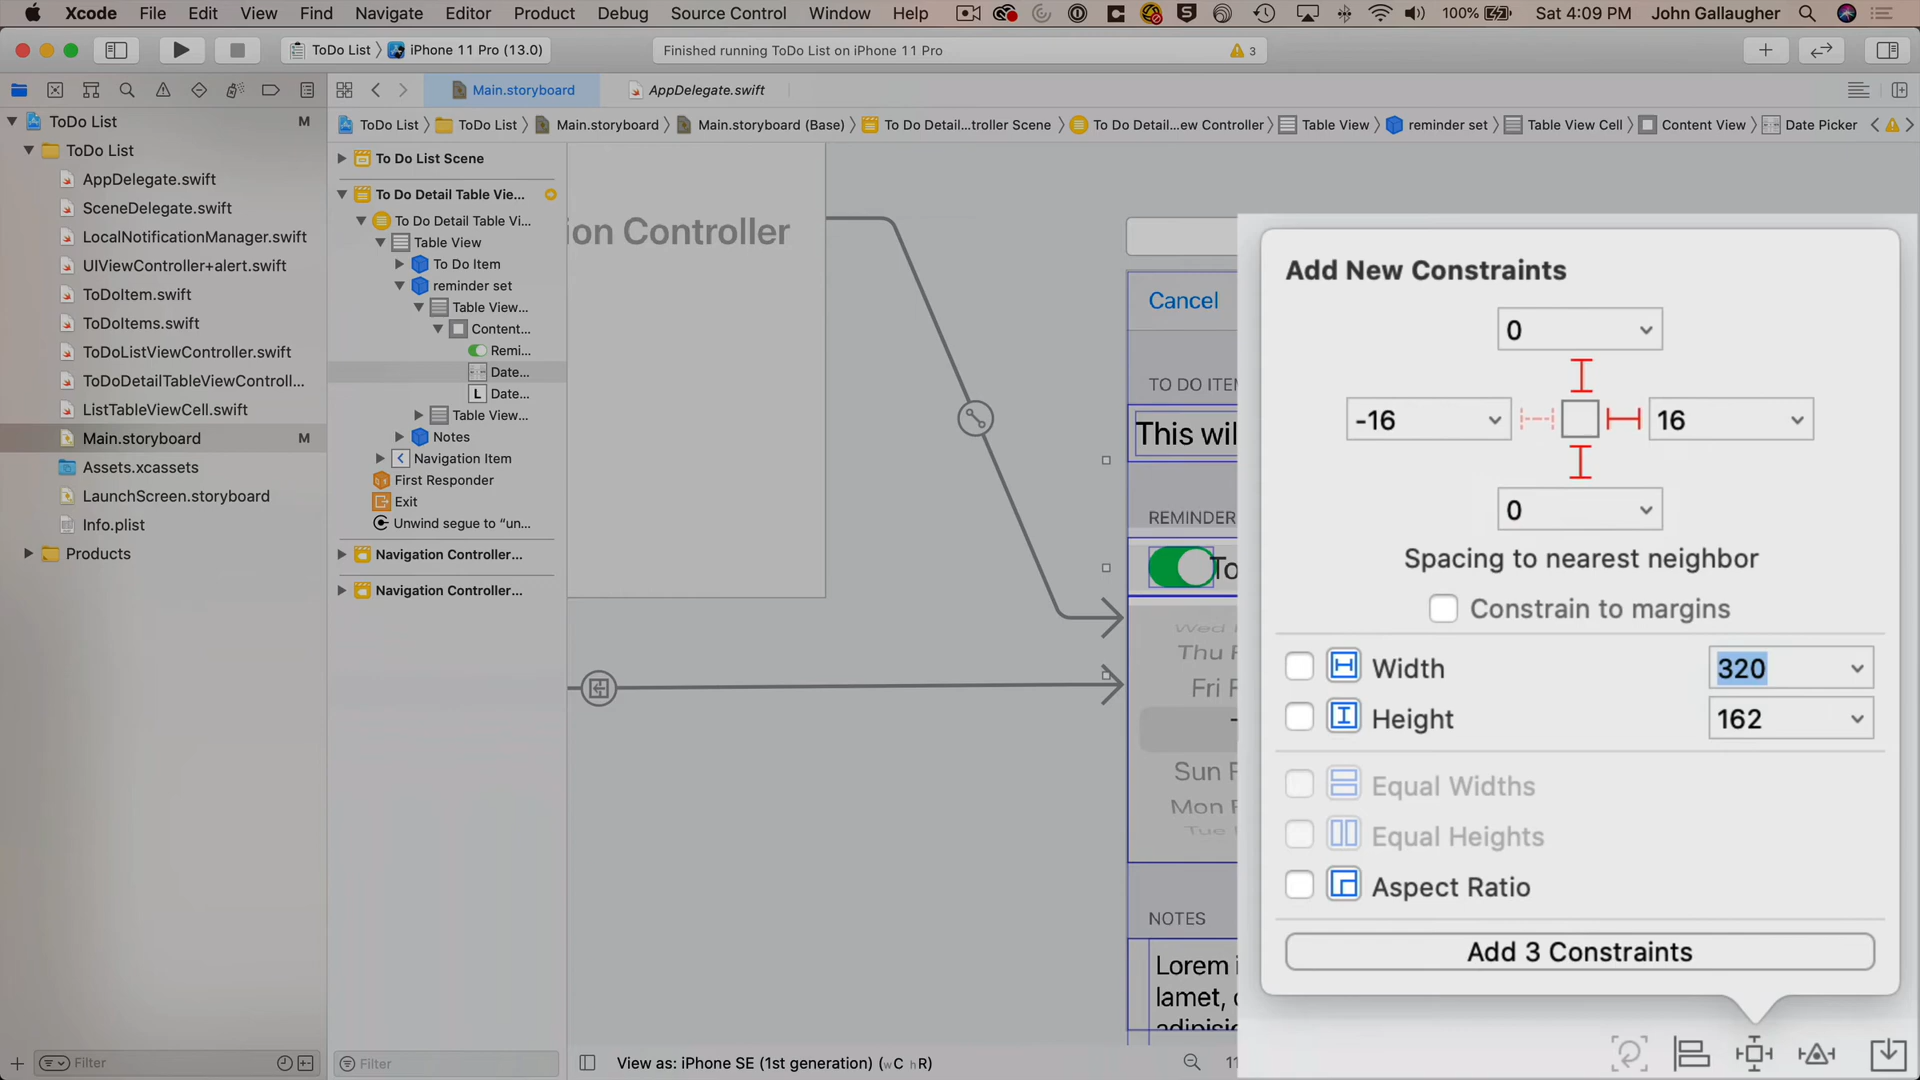 Xcode File Edit View Find Navigate Editor Product Debug Source Control Window Help 100% Sat 4:09 PM John Gallaugher
ToDo List iPhone 11 Pro (13.0) Finished running ToDo List on iPhone 11 Pro 3
Main.storyboard AppDelegate.swift
ToDo List ToDo List Main.storyboard Main.storyboard (Base) To Do Detail...troller Scene To Do Detail...ew Controller Table View reminder set Table View Cell Content View Date Picker
ToDo List M
ToDo List
AppDelegate.swift
SceneDelegate.swift
LocalNotificationManager.swift
UIViewController+alert.swift
ToDoItem.swift
ToDoItems.swift
ToDoListViewController.swift
ToDoDetailTableViewControll...
ListTableViewCell.swift
Main.storyboard M
Assets.xcassets
LaunchScreen.storyboard
Info.plist
Products
Filter
To Do List Scene
To Do Detail Table Vie...
To Do Detail Table Vi...
Table View
To Do Item
reminder set
Table View...
Content...
Remi...
Date...
L Date...
Table View...
Notes
Navigation Item
First Responder
Exit
Unwind segue to “un...
Navigation Controller...
Navigation Controller...
Filter
ion Controller
Cancel
TO DO ITEM
This wil
REMINDER
To
Wed
Thu F
Fri F
Sun F
Mon F
Tue
NOTES
Lorem i
lamet, c
adipisi
View as: iPhone SE (1st generation) (wC hR)
11
Add New Constraints
0
-16 16
0
Spacing to nearest neighbor
Constrain to margins
Width 320
Height 162
Equal Widths
Equal Heights
Aspect Ratio
Add 3 Constraints